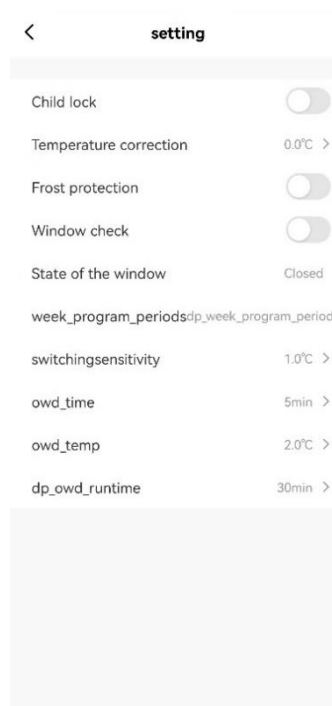 setting
Child lock
Temperature correction 0.0℃ >
Frost protection
Window check
State of the window Closed
week_program_periodsdp_week_program_period
switchingsensitivity 1.0℃ >
owd_time 5min >
owd_temp 2.0℃ >
dp_owd_runtime 30min >